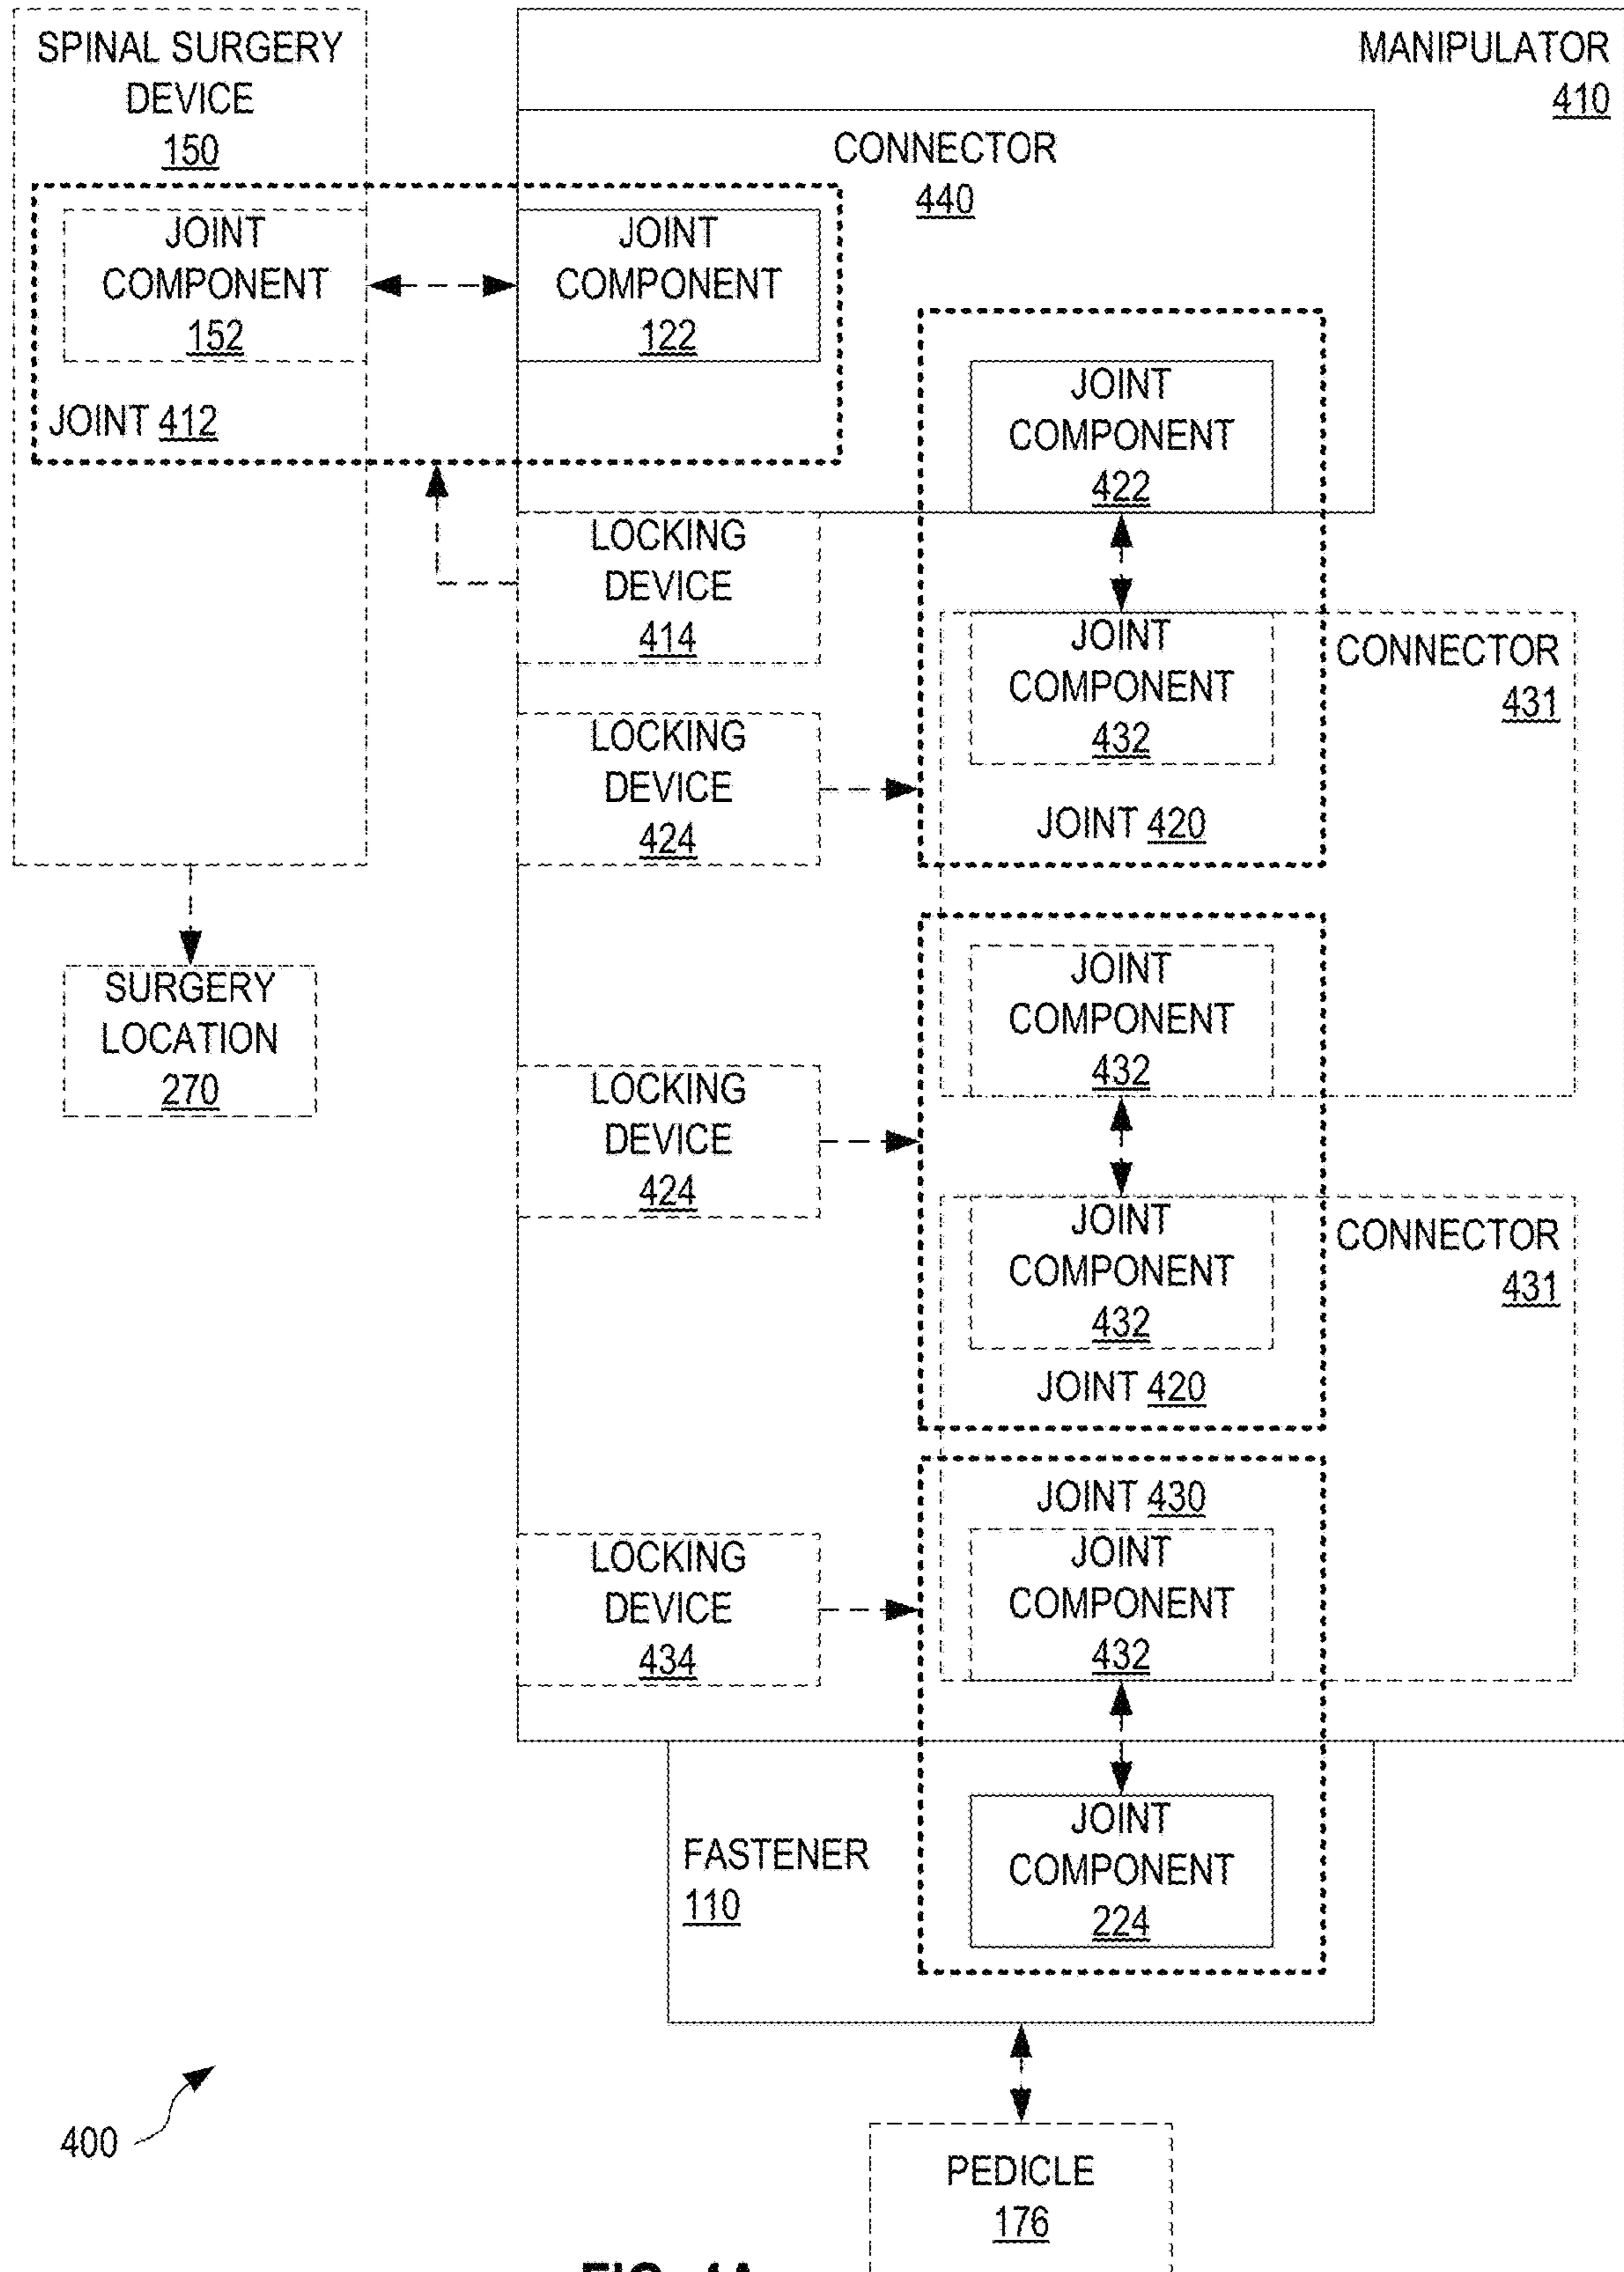 SPINAL SURGERY
DEVICE
150
MANIPULATOR
410
CONNECTOR
440
JOINT
COMPONENT
152
JOINT
COMPONENT
122
JOINT 412
JOINT
COMPONENT
422
LOCKING
DEVICE
414
JOINT
COMPONENT
432
CONNECTOR
431
LOCKING
DEVICE
424
JOINT 420
SURGERY
LOCATION
270
JOINT
COMPONENT
432
LOCKING
DEVICE
424
JOINT
COMPONENT
432
CONNECTOR
431
JOINT 420
JOINT 430
LOCKING
DEVICE
434
JOINT
COMPONENT
432
FASTENER
110
JOINT
COMPONENT
224
400
PEDICLE
176